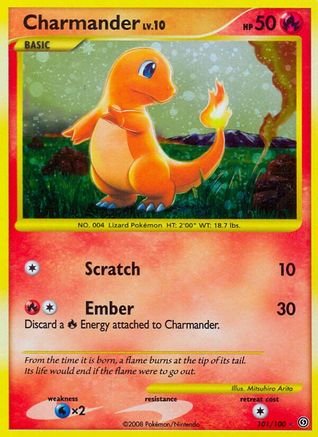 Charmander LV.10 HP 50
BASIC
NO. 004 Lizard Pokémon HT: 2'00" WT: 18.7 lbs.
Scratch 10
Ember 30
Discard a Energy attached to Charmander.
From the time it is born, a flame burns at the tip of its tail.
Its life would end if the flame were to go out.
Illus. Mitsuhiro Arita
weakness resistance retreat cost
×2
©2008 Pokémon/Nintendo 101/100